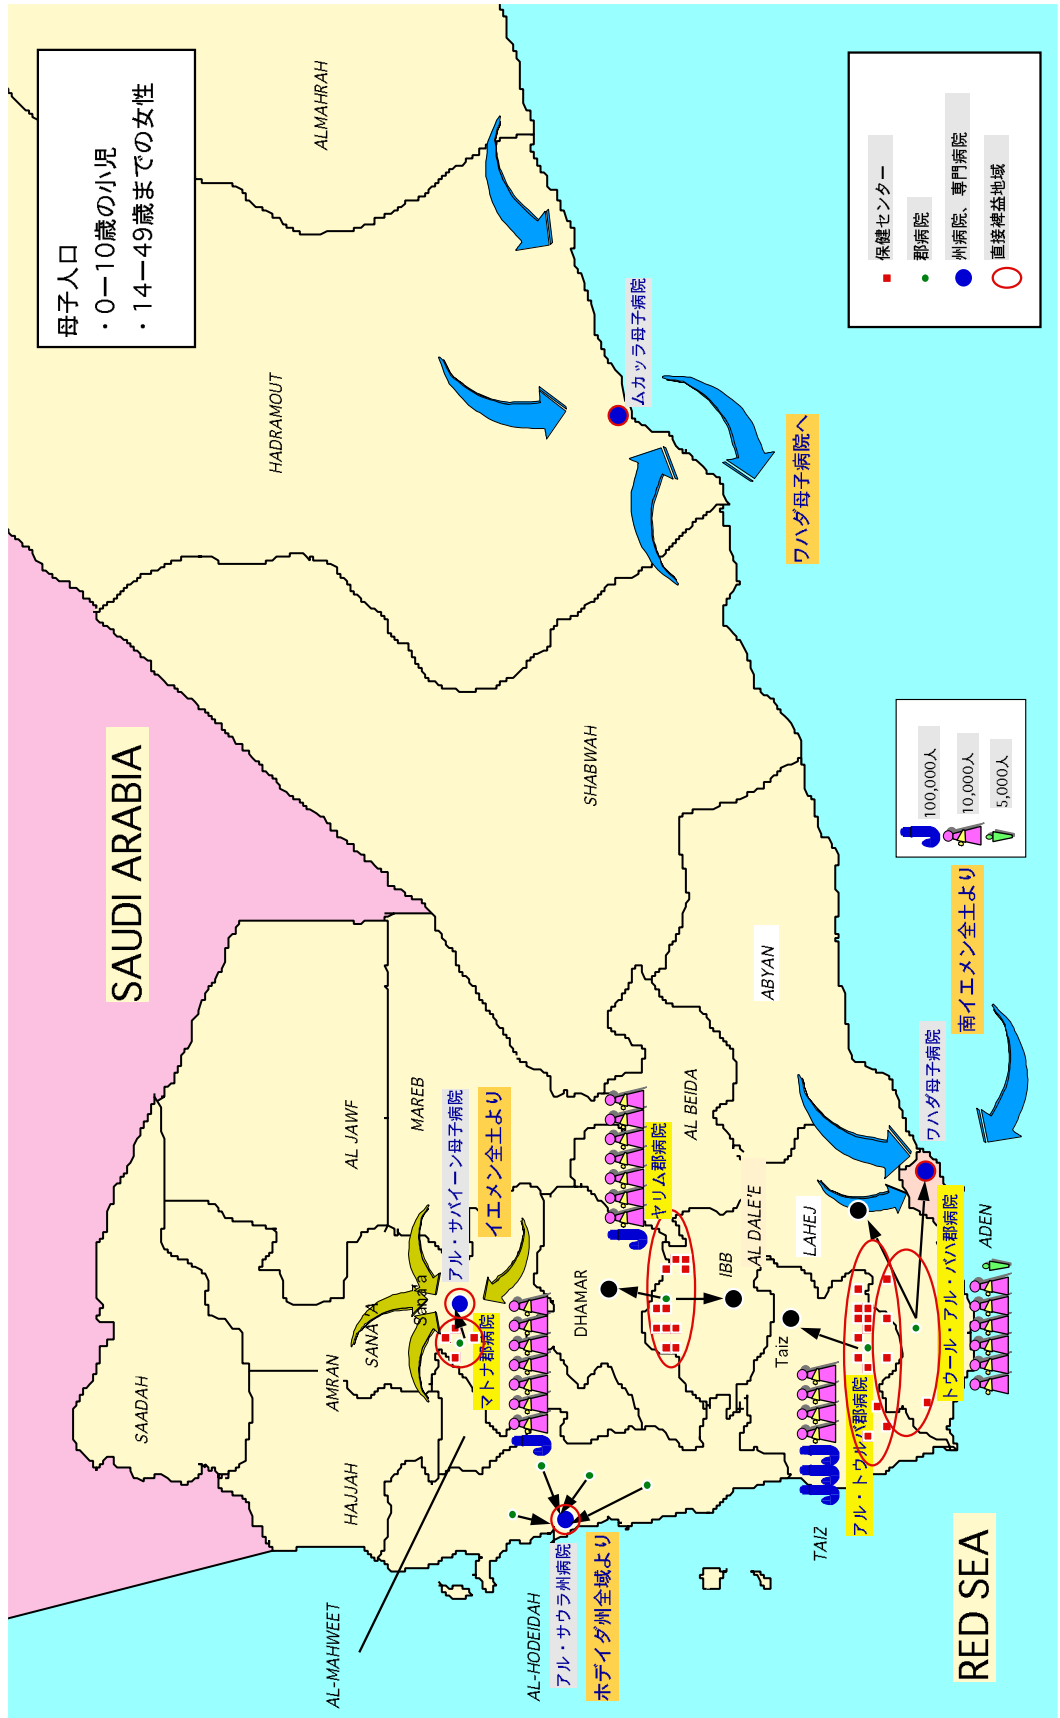 母子人口
・0ー10歳の小児
・14ー49歳までの女性
SAUDI ARABIA
ALMAHRAH
HADRAMOUT
SHABWAH
ムカッラ母子病院
ワハダ母子病院へ
保健センター
郡病院
州病院、専門病院
直接裨益地域
SAADAH
AL JAWF
MAREB
HAJJAH
AMRAN
SANA'A
Sana'a
アル・サバイーン母子病院
イエメン全土より
マトナ郡病院
AL-MAHWEET
AL-HODEIDAH
アル・サウラ州病院
ホデイダ州全域より
DHAMAR
ヤリム郡病院
AL BEIDA
IBB
AL DALE'E
ABYAN
LAHEJ
Taiz
TAIZ
アル・トゥルバ郡病院
トウール・アル・バハ郡病院
ADEN
ワハダ母子病院
南イエメン全土より
100,000人
10,000人
5,000人
RED SEA